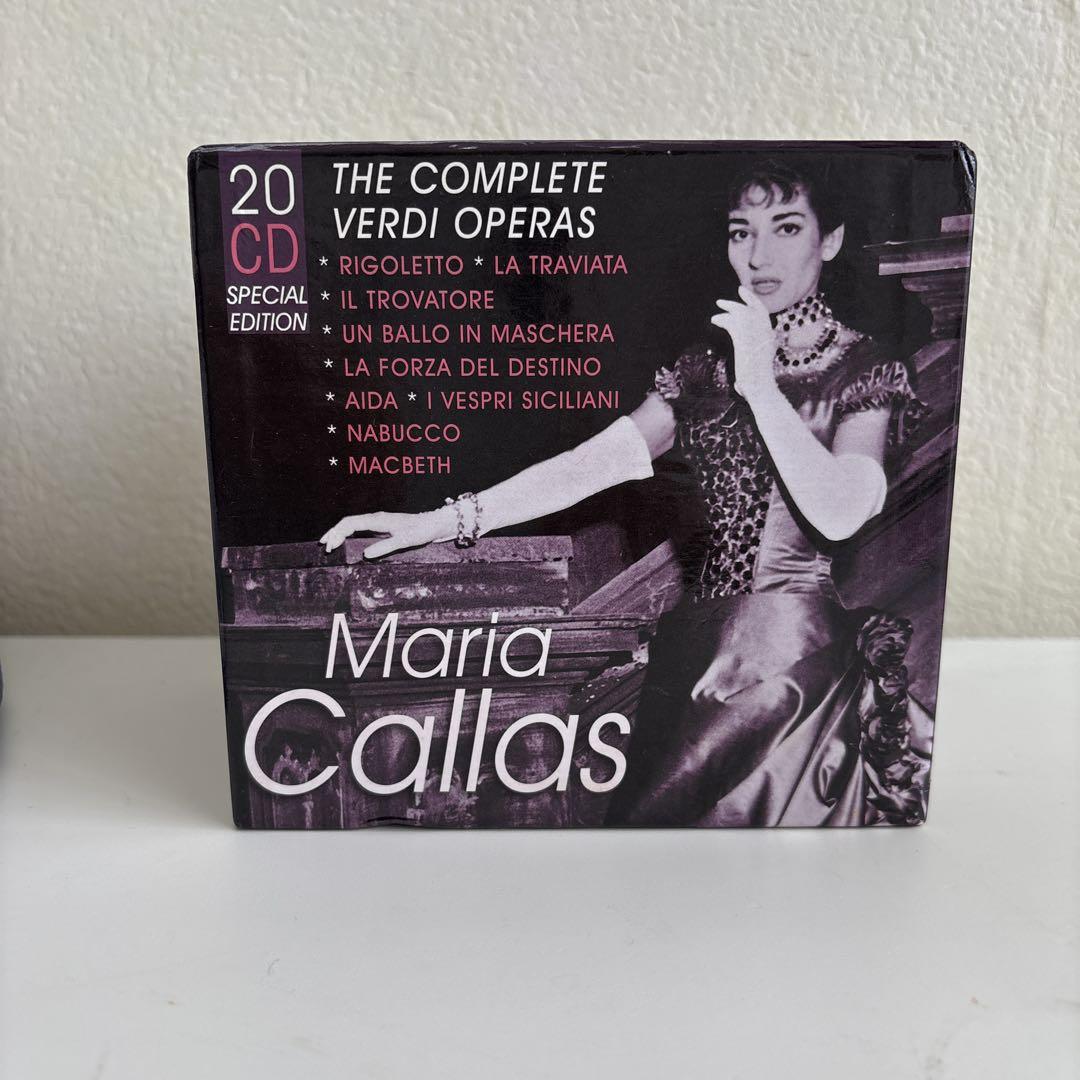 20
CD
SPECIAL
EDITION
THE COMPLETE
VERDI OPERAS
* RIGOLETTO * LA TRAVIATA
* IL TROVATORE
* UN BALLO IN MASCHERA
* LA FORZA DEL DESTINO
* AIDA * I VESPRI SICILIANI
* NABUCCO
* MACBETH
Maria
Callas